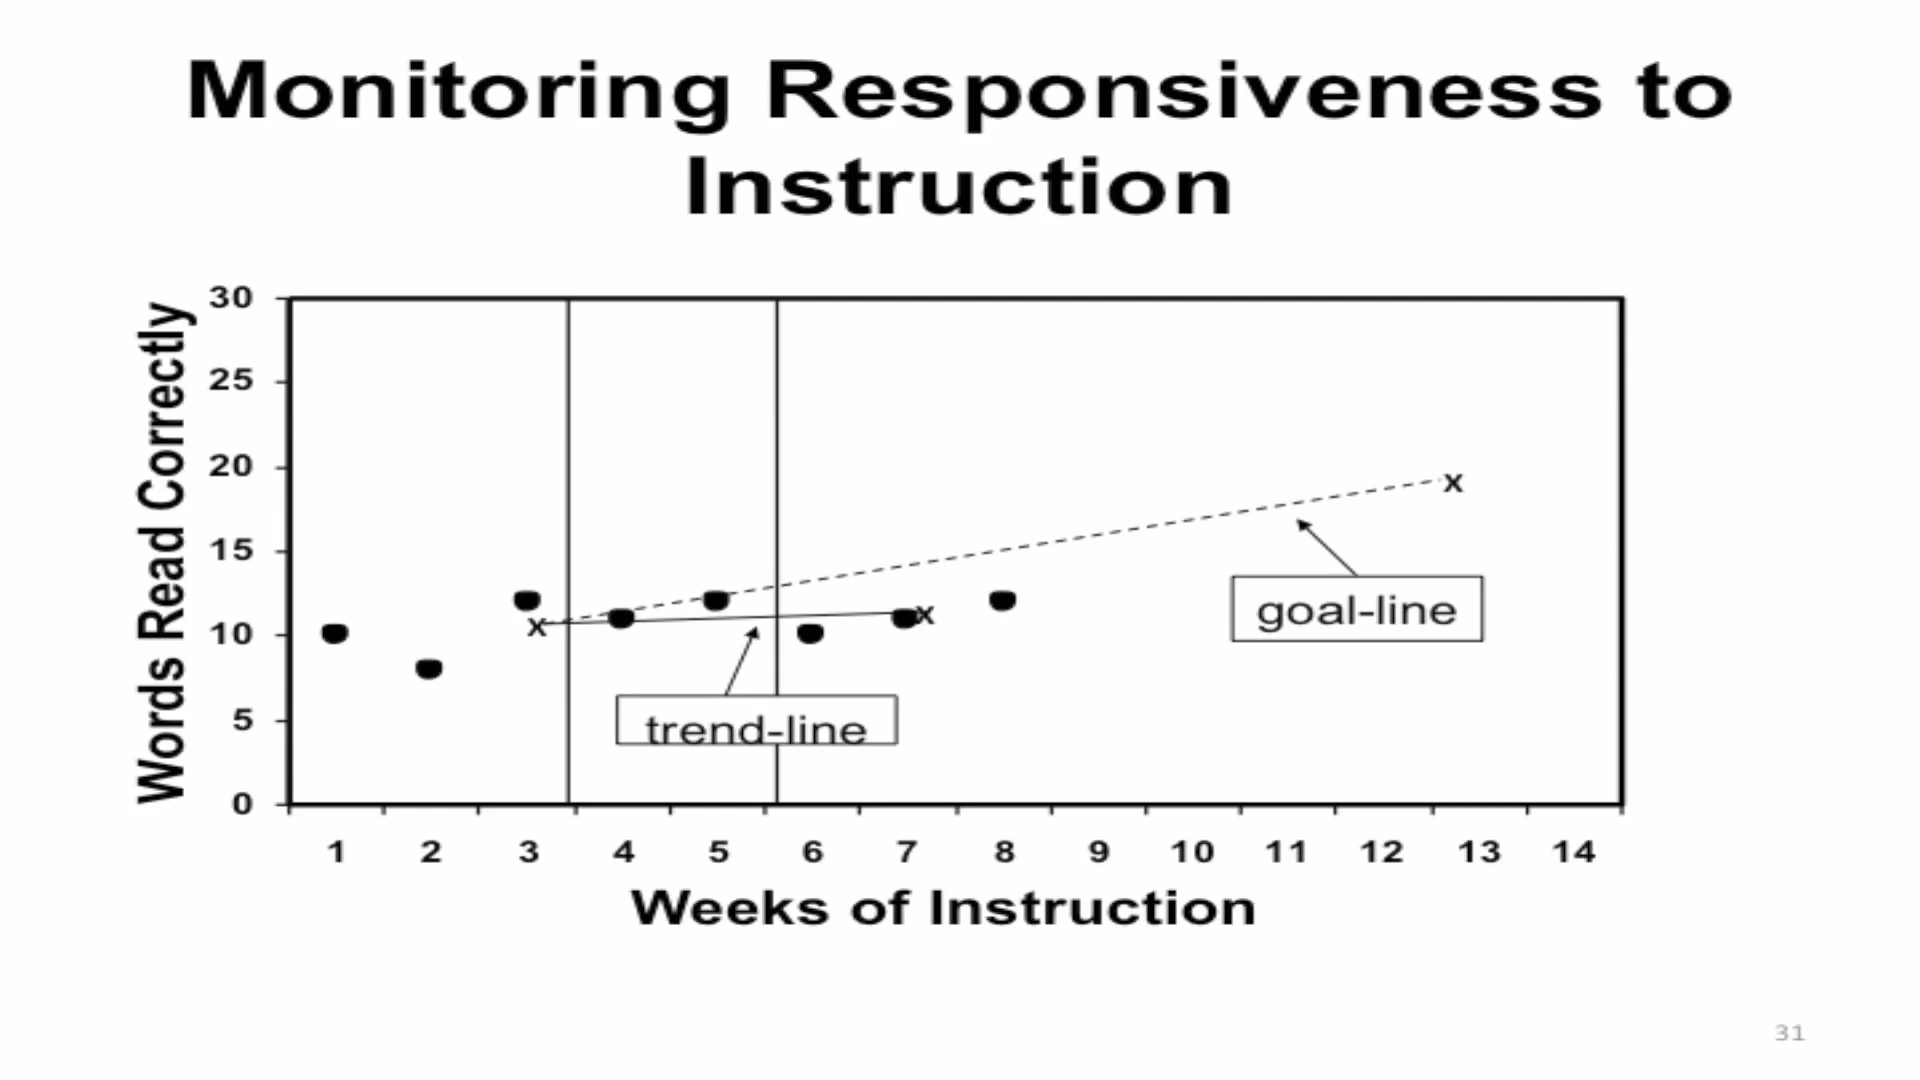 Monitoring Responsiveness to
Instruction
Words Read Correctly
30
25
20
15
10
5
0
x
x
x
goal-line
trend-line
1 2 3 4 5 6 7 8 9 10 11 12 13 14
Weeks of Instruction
31